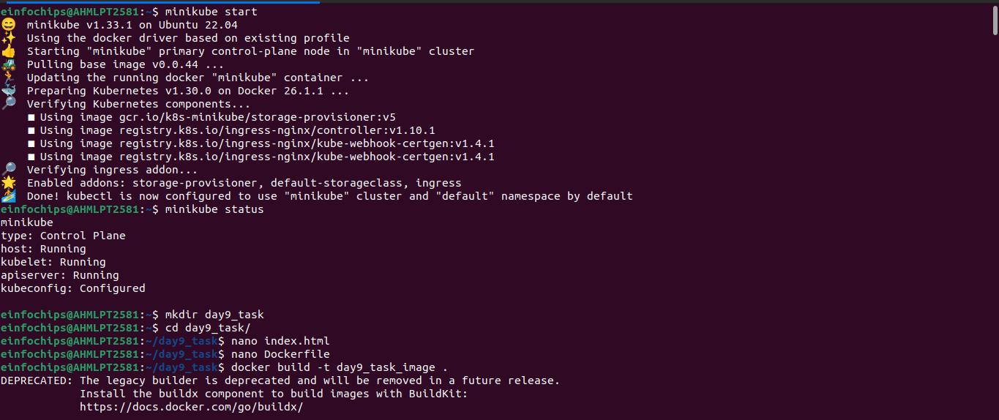 einfochips@AHMLPT2581:~$ minikube start
😄  minikube v1.33.1 on Ubuntu 22.04
✨  Using the docker driver based on existing profile
👍  Starting "minikube" primary control-plane node in "minikube" cluster
🚜  Pulling base image v0.0.44 ...
🏃  Updating the running docker "minikube" container ...
🐳  Preparing Kubernetes v1.30.0 on Docker 26.1.1 ...
🔎  Verifying Kubernetes components...
    ▪ Using image gcr.io/k8s-minikube/storage-provisioner:v5
    ▪ Using image registry.k8s.io/ingress-nginx/controller:v1.10.1
    ▪ Using image registry.k8s.io/ingress-nginx/kube-webhook-certgen:v1.4.1
    ▪ Using image registry.k8s.io/ingress-nginx/kube-webhook-certgen:v1.4.1
🔎  Verifying ingress addon...
🌟  Enabled addons: storage-provisioner, default-storageclass, ingress
🏄  Done! kubectl is now configured to use "minikube" cluster and "default" namespace by default
einfochips@AHMLPT2581:~$ minikube status
minikube
type: Control Plane
host: Running
kubelet: Running
apiserver: Running
kubeconfig: Configured

einfochips@AHMLPT2581:~$ mkdir day9_task
einfochips@AHMLPT2581:~$ cd day9_task/
einfochips@AHMLPT2581:~/day9_task$ nano index.html
einfochips@AHMLPT2581:~/day9_task$ nano Dockerfile
einfochips@AHMLPT2581:~/day9_task$ docker build -t day9_task_image .
DEPRECATED: The legacy builder is deprecated and will be removed in a future release.
            Install the buildx component to build images with BuildKit:
            https://docs.docker.com/go/buildx/